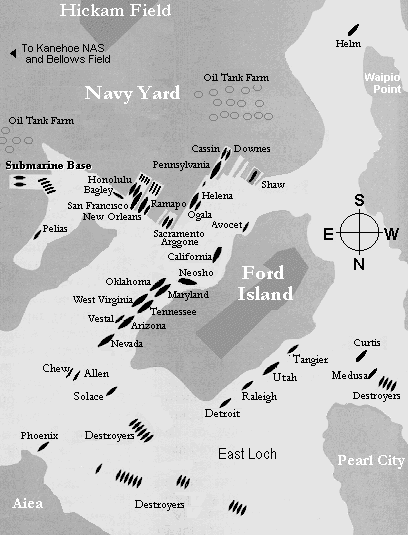 Hickam Field
Helm
To Kanehoe NAS
and Bellows Field
Oil Tank Farm
Waipio
Point
Navy Yard
Oil Tank Farm
Cassin
Downes
Submarine Base
Pennsylvania
Honolulu
Bagley
Shaw
San Francisco
Ramapo
Helena
New Orleans
Ogala
Pelias
Sacramento
Avocet
Arggone
S
E
W
N
California
Neosho
Ford
Island
Oklahoma
Maryland
West Virginia
Tennessee
Vestal
Arizona
Nevada
Curtis
Tangier
Chew
Allen
Utah
Medusa
Solace
Raleigh
Destroyers
Detroit
Phoenix
Destroyers
East Loch
Pearl City
Aiea
Destroyers